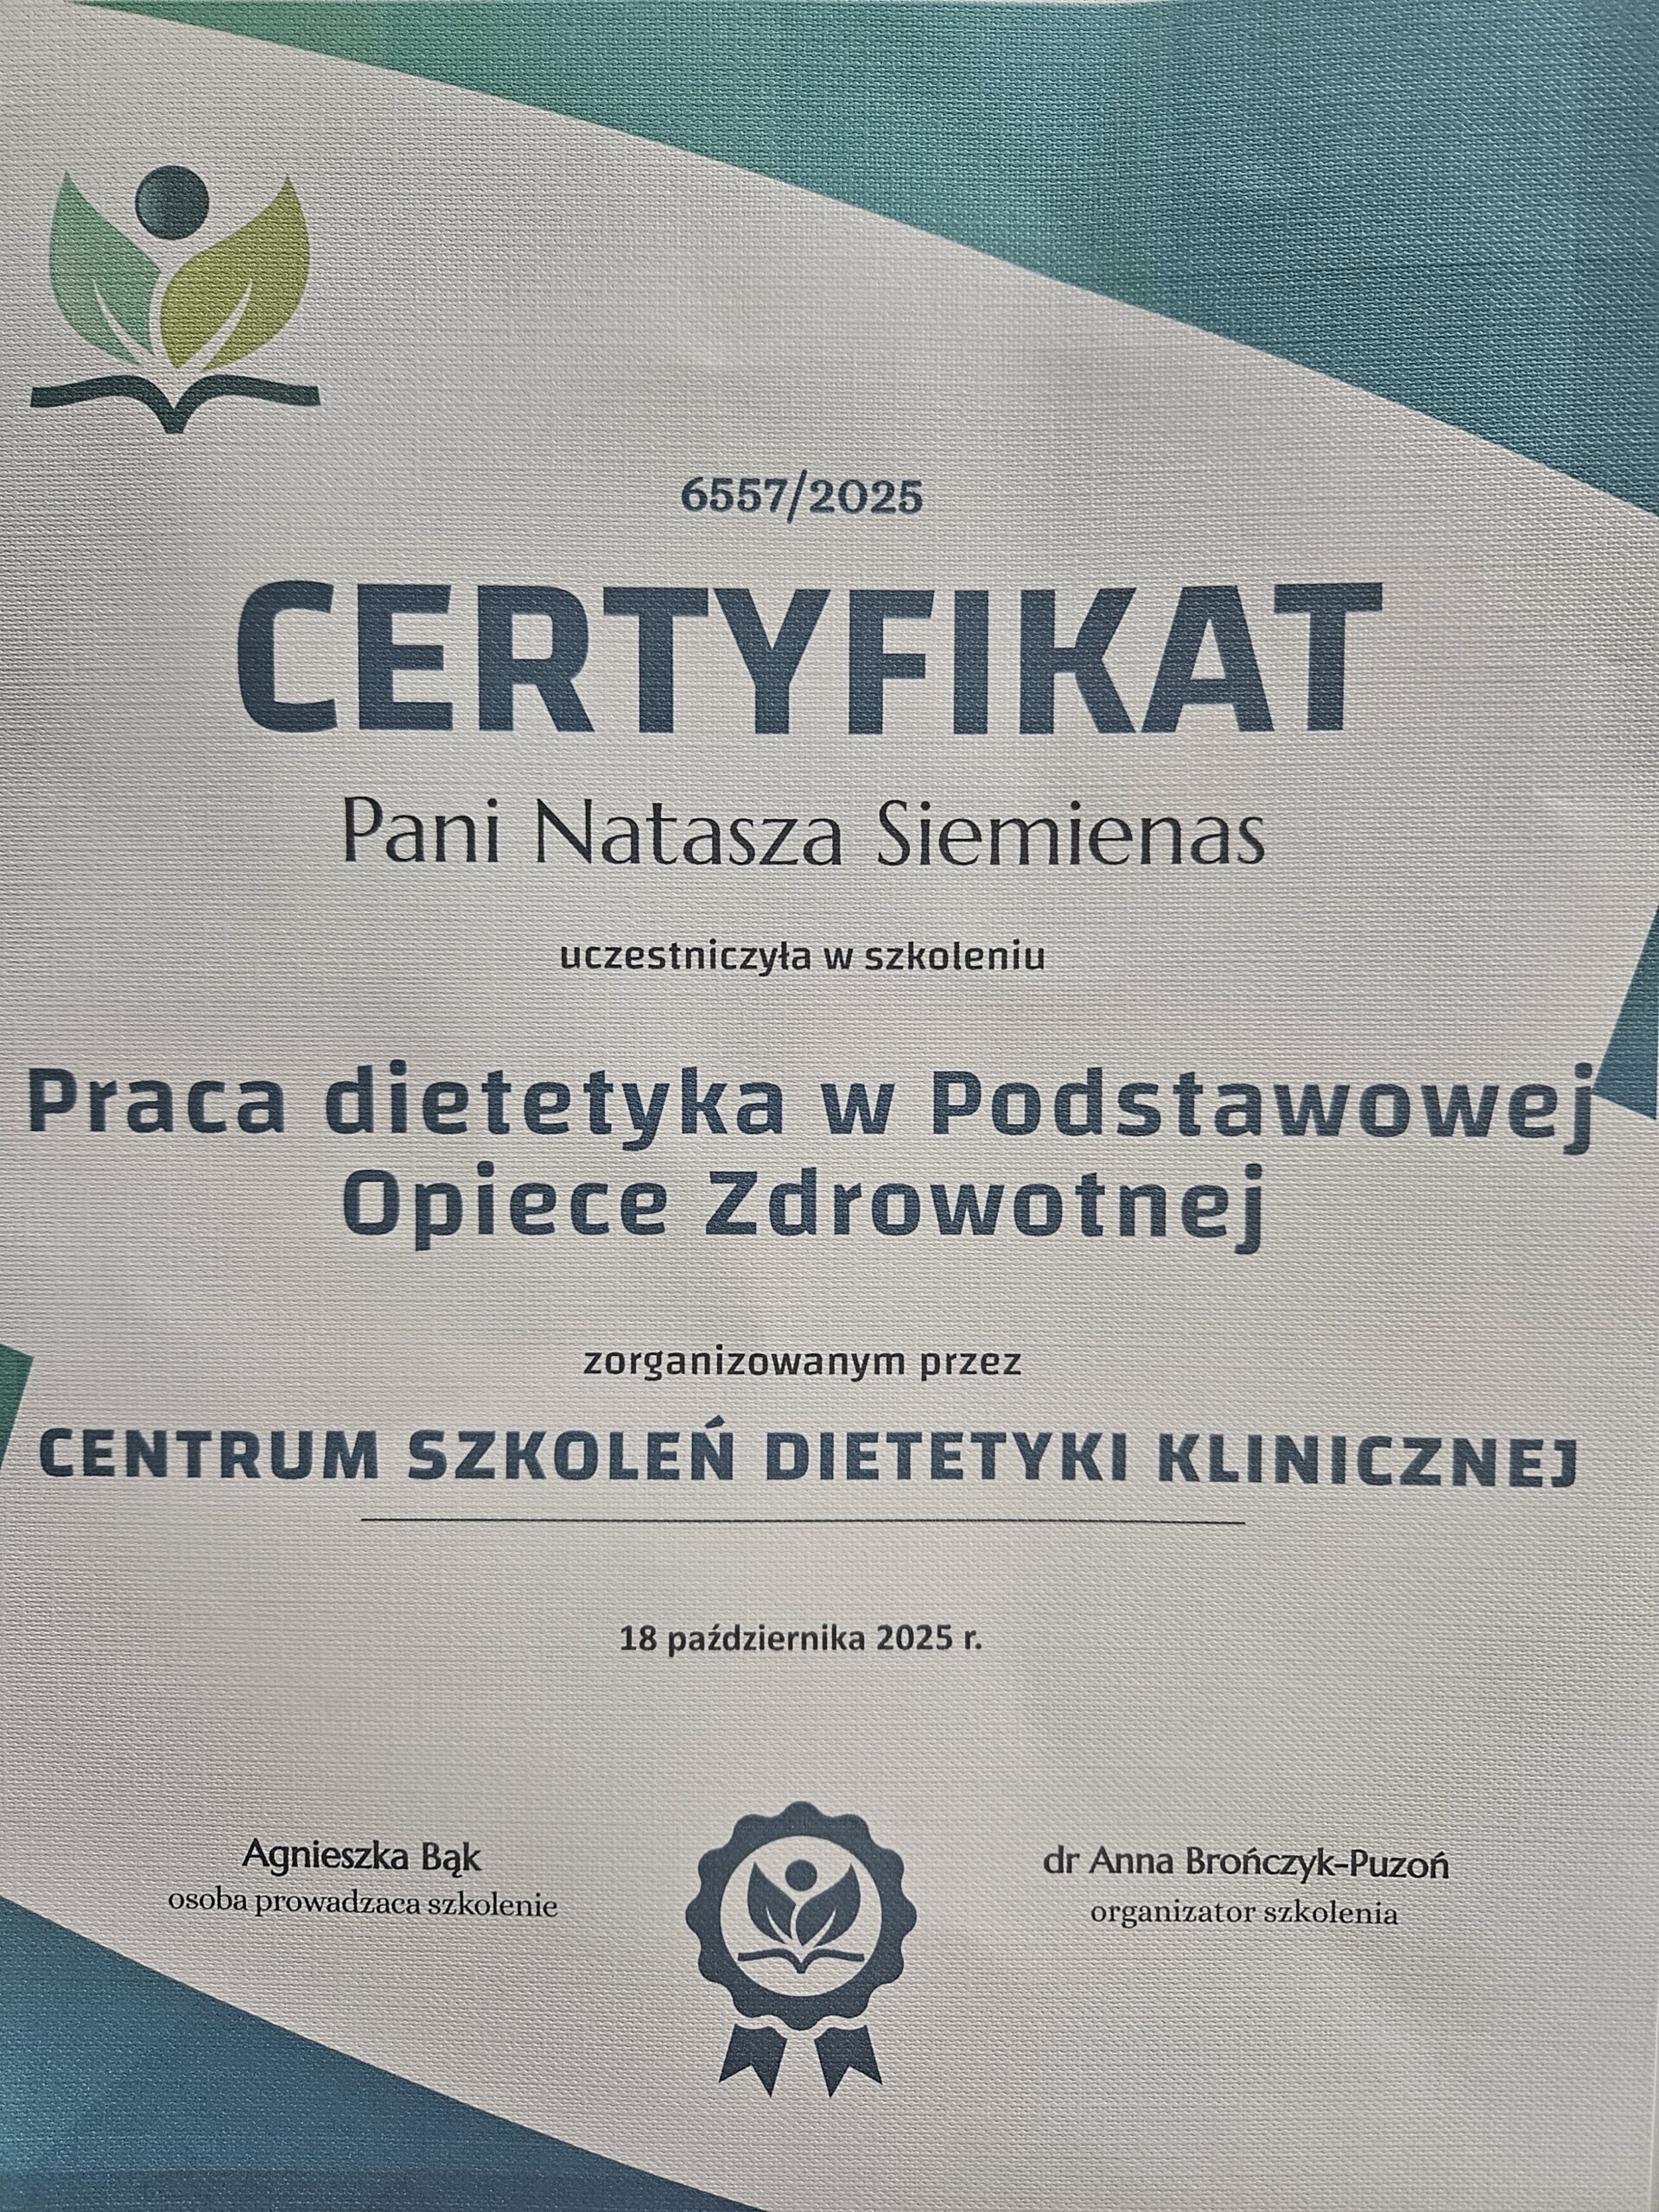 6557/2025
CERTYFIKAT
Pani Natasza Siemienas
uczestniczyła w szkoleniu
Praca dietetyka w Podstawowej
Opiece Zdrowotnej
zorganizowanym przez
CENTRUM SZKOLEŃ DIETETYKI KLINICZNEJ
18 października 2025 r.
Agnieszka Bąk
osoba prowadzaca szkolenie
dr Anna Brończyk-Puzoń
organizator szkolenia